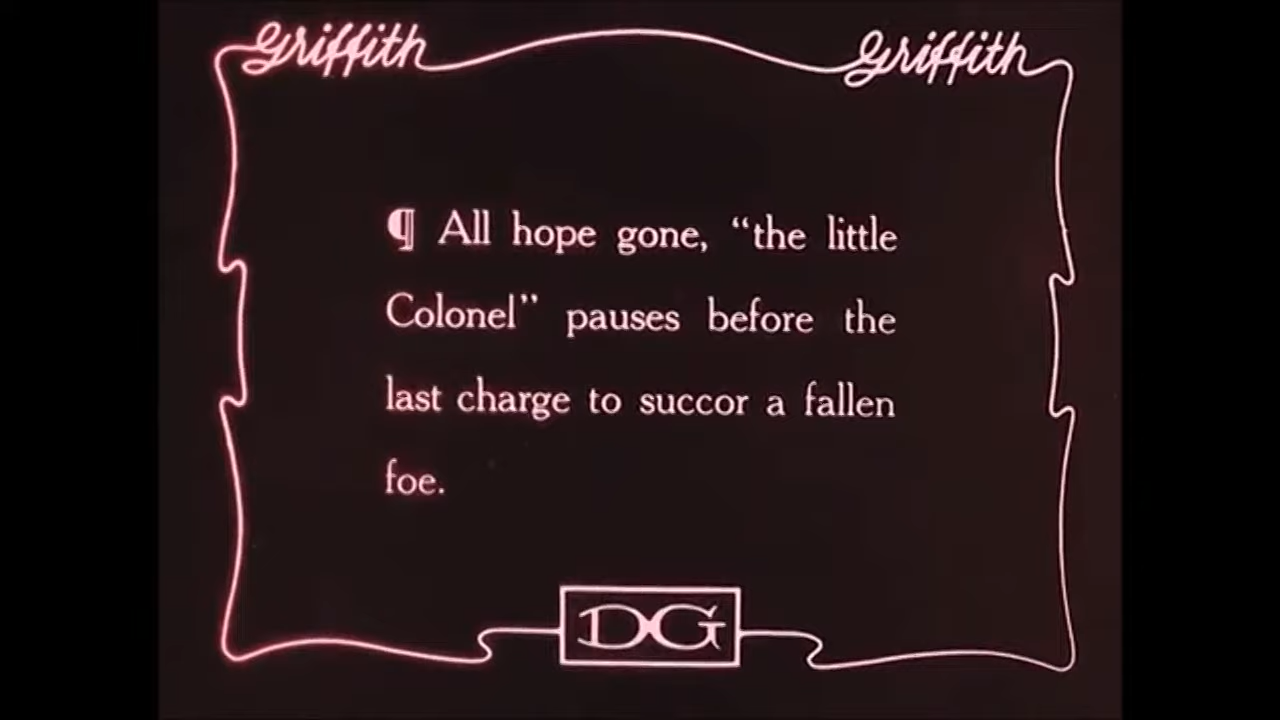 Griffith Griffith
¶ All hope gone, “the little
Colonel” pauses before the
last charge to succor a fallen
foe.
DG